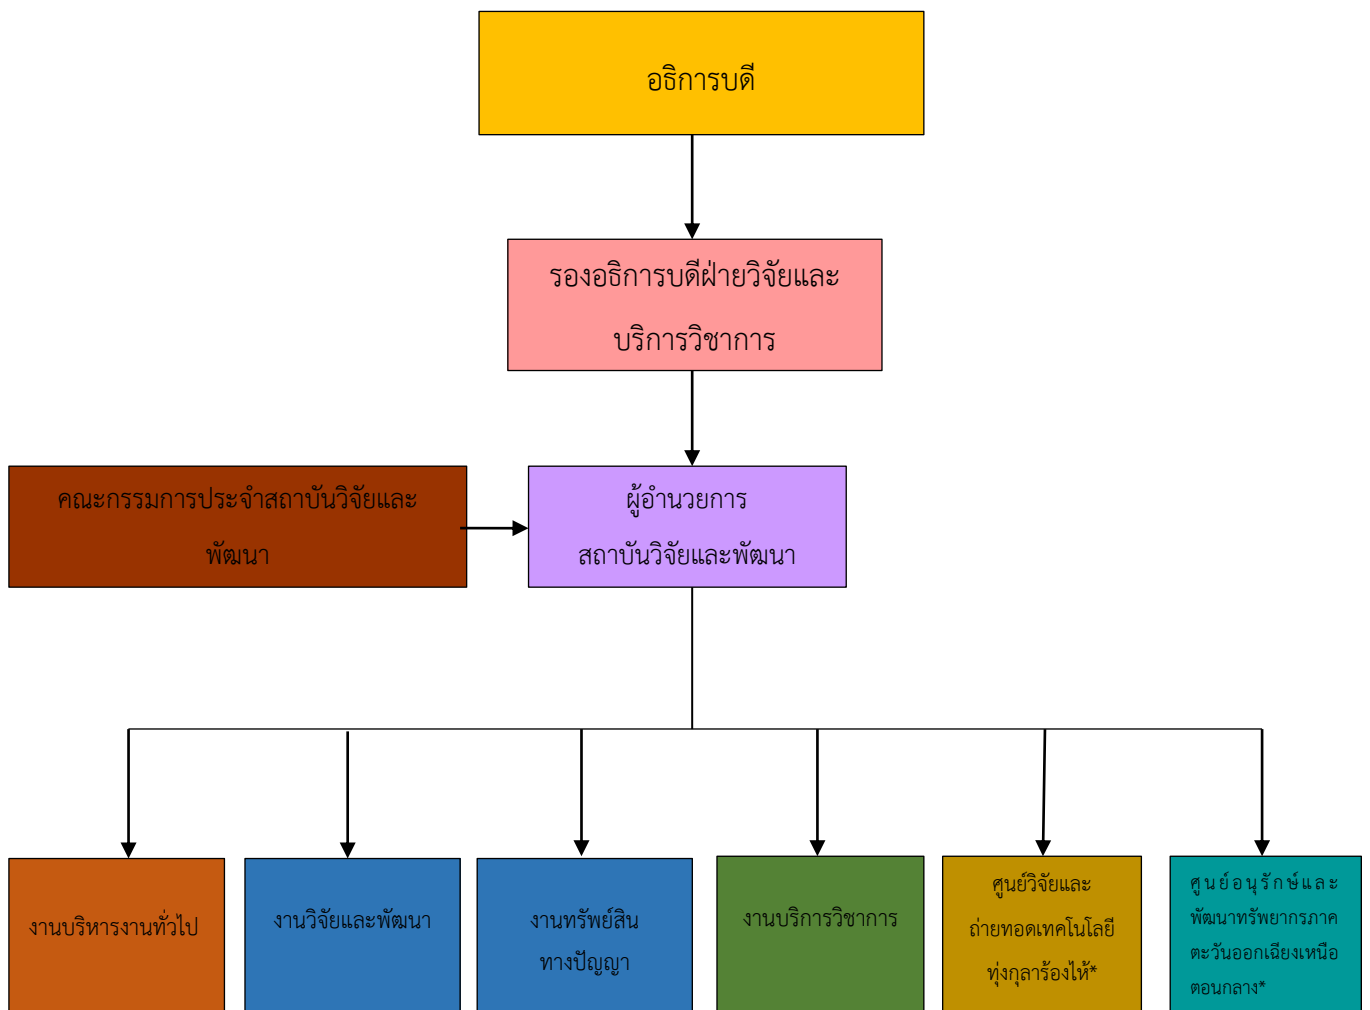 อธิการบดี
รองอธิการบดีฝ่ายวิจัยและ
บริการวิชาการ
คณะกรรมการประจำสถาบันวิจัยและ
พัฒนา
ผู้อำนวยการ
สถาบันวิจัยและพัฒนา
งานบริหารงานทั่วไป
งานวิจัยและพัฒนา
งานทรัพย์สิน
ทางปัญญา
งานบริการวิชาการ
ศูนย์วิจัยและ
ถ่ายทอดเทคโนโลยี
ทุ่งกุลาร้องไห้*
ศูนย์อนุรักษ์และ
พัฒนาทรัพยากรภาค
ตะวันออกเฉียงเหนือ
ตอนกลาง*